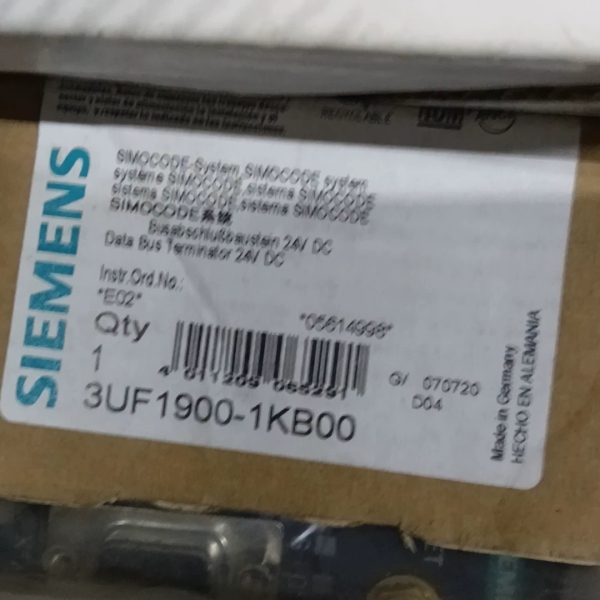 RECYCLABLE
SIEMENS
SIMOCODE-System, SIMOCODE system
système SIMOCODE, sistema SIMOCODE
sistema SIMOCODE, sistema SIMOCODE
SIMOCODE系统
Busabschlußbaustein 24V DC
Data Bus Terminator 24V DC
Instr.Ord.No.:
*E02*
*05614998*
Qty
1
G/ 070720
D04
3UF1900-1KB00
Made in Germany
HECHO EN ALEMANIA